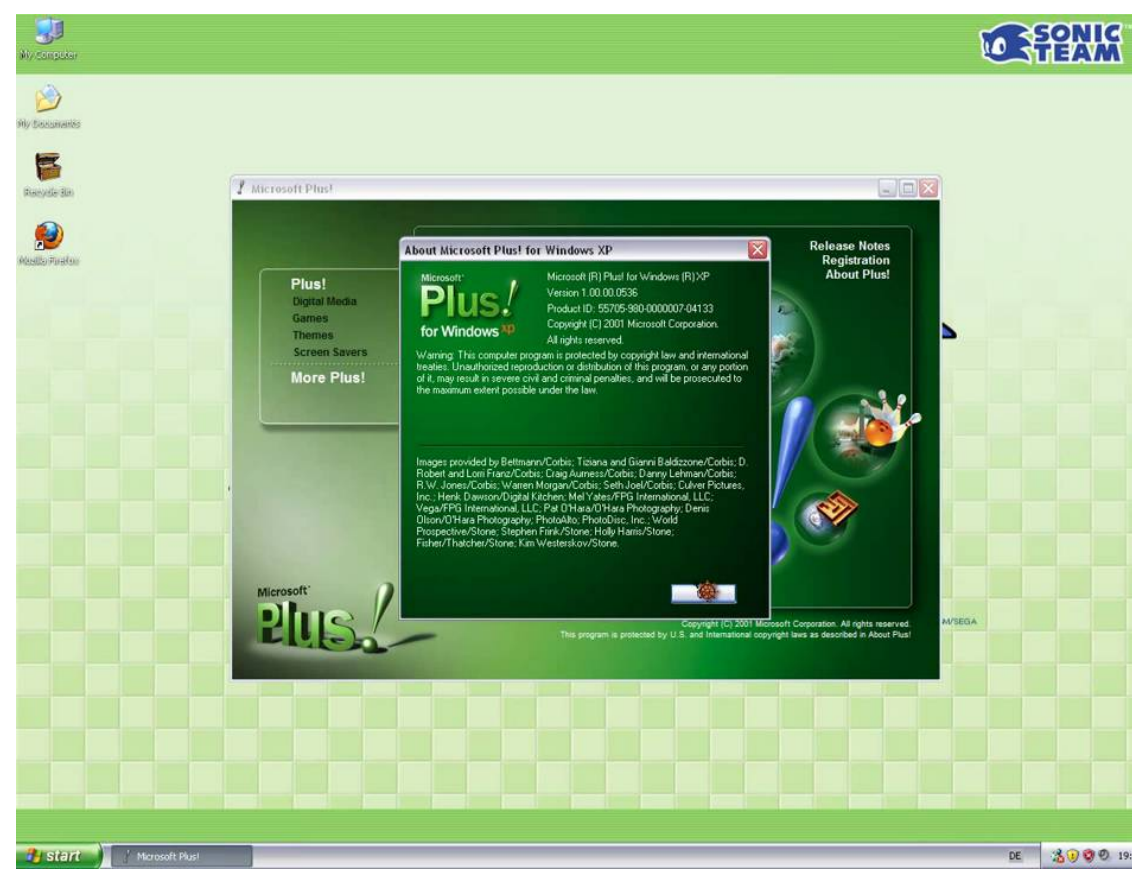 My Computer
SONIC
TEAM
TM
My Documents
Recycle Bin
Mozilla Firefox
Microsoft Plus!
Release Notes
Registration
About Plus!
Plus!
Digital Media
Games
Themes
Screen Savers
More Plus!
About Microsoft Plus! for Windows XP
Microsoft®
Plus!
for Windows xp
Microsoft (R) Plus! for Windows (R) XP
Version 1.00.00.0536
Product ID: 55705-980-0000007-04133
Copyright (C) 2001 Microsoft Corporation.
All rights reserved.
Warning: This computer program is protected by copyright law and international
treaties. Unauthorized reproduction or distribution of this program, or any portion
of it, may result in severe civil and criminal penalties, and will be prosecuted to
the maximum extent possible under the law.
Images provided by Bettmann/Corbis; Tiziana and Gianni Baldizzone/Corbis; D.
Robert and Lorri Franz/Corbis; Craig Aurness/Corbis; Danny Lehman/Corbis;
R.W. Jones/Corbis; Warren Morgan/Corbis; Seth Joel/Corbis; Culver Pictures,
Inc.; Henk Dawson/Digital Kitchen; Mel Yates/FPG International, LLC;
Vega/FPG International, LLC; Pat O'Hara/O'Hara Photography; Denis
Olson/O'Hara Photography; PhotoAlto; PhotoDisc, Inc.; World
Prospective/Stone; Stephen Frink/Stone; Holly Harris/Stone;
Fisher/Thatcher/Stone; Kim Westerskov/Stone.
Microsoft®
Plus!
Copyright (C) 2001 Microsoft Corporation. All rights reserved.
This program is protected by U.S. and International copyright laws as described in About Plus!
M/SEGA
start
Microsoft Plus!
DE
19: